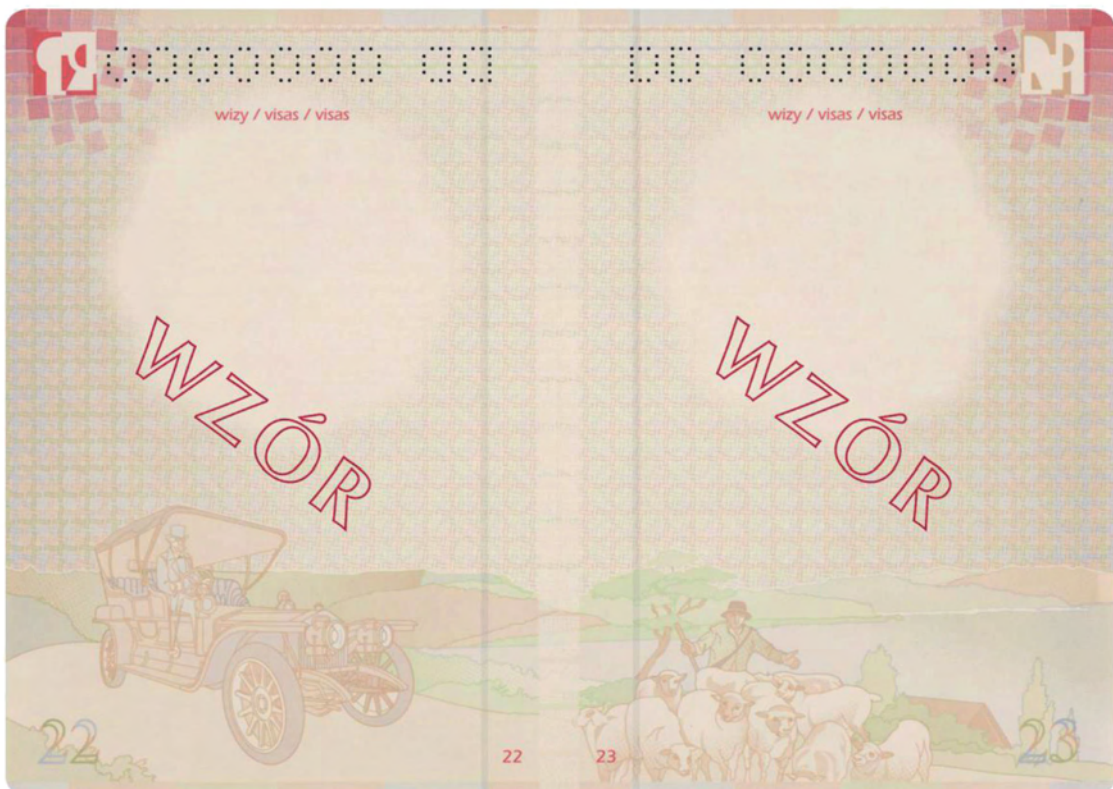 0000000 DD
wizy / visas / visas
WZÓR
22
22
DD 0000000
wizy / visas / visas
WZÓR
23
23